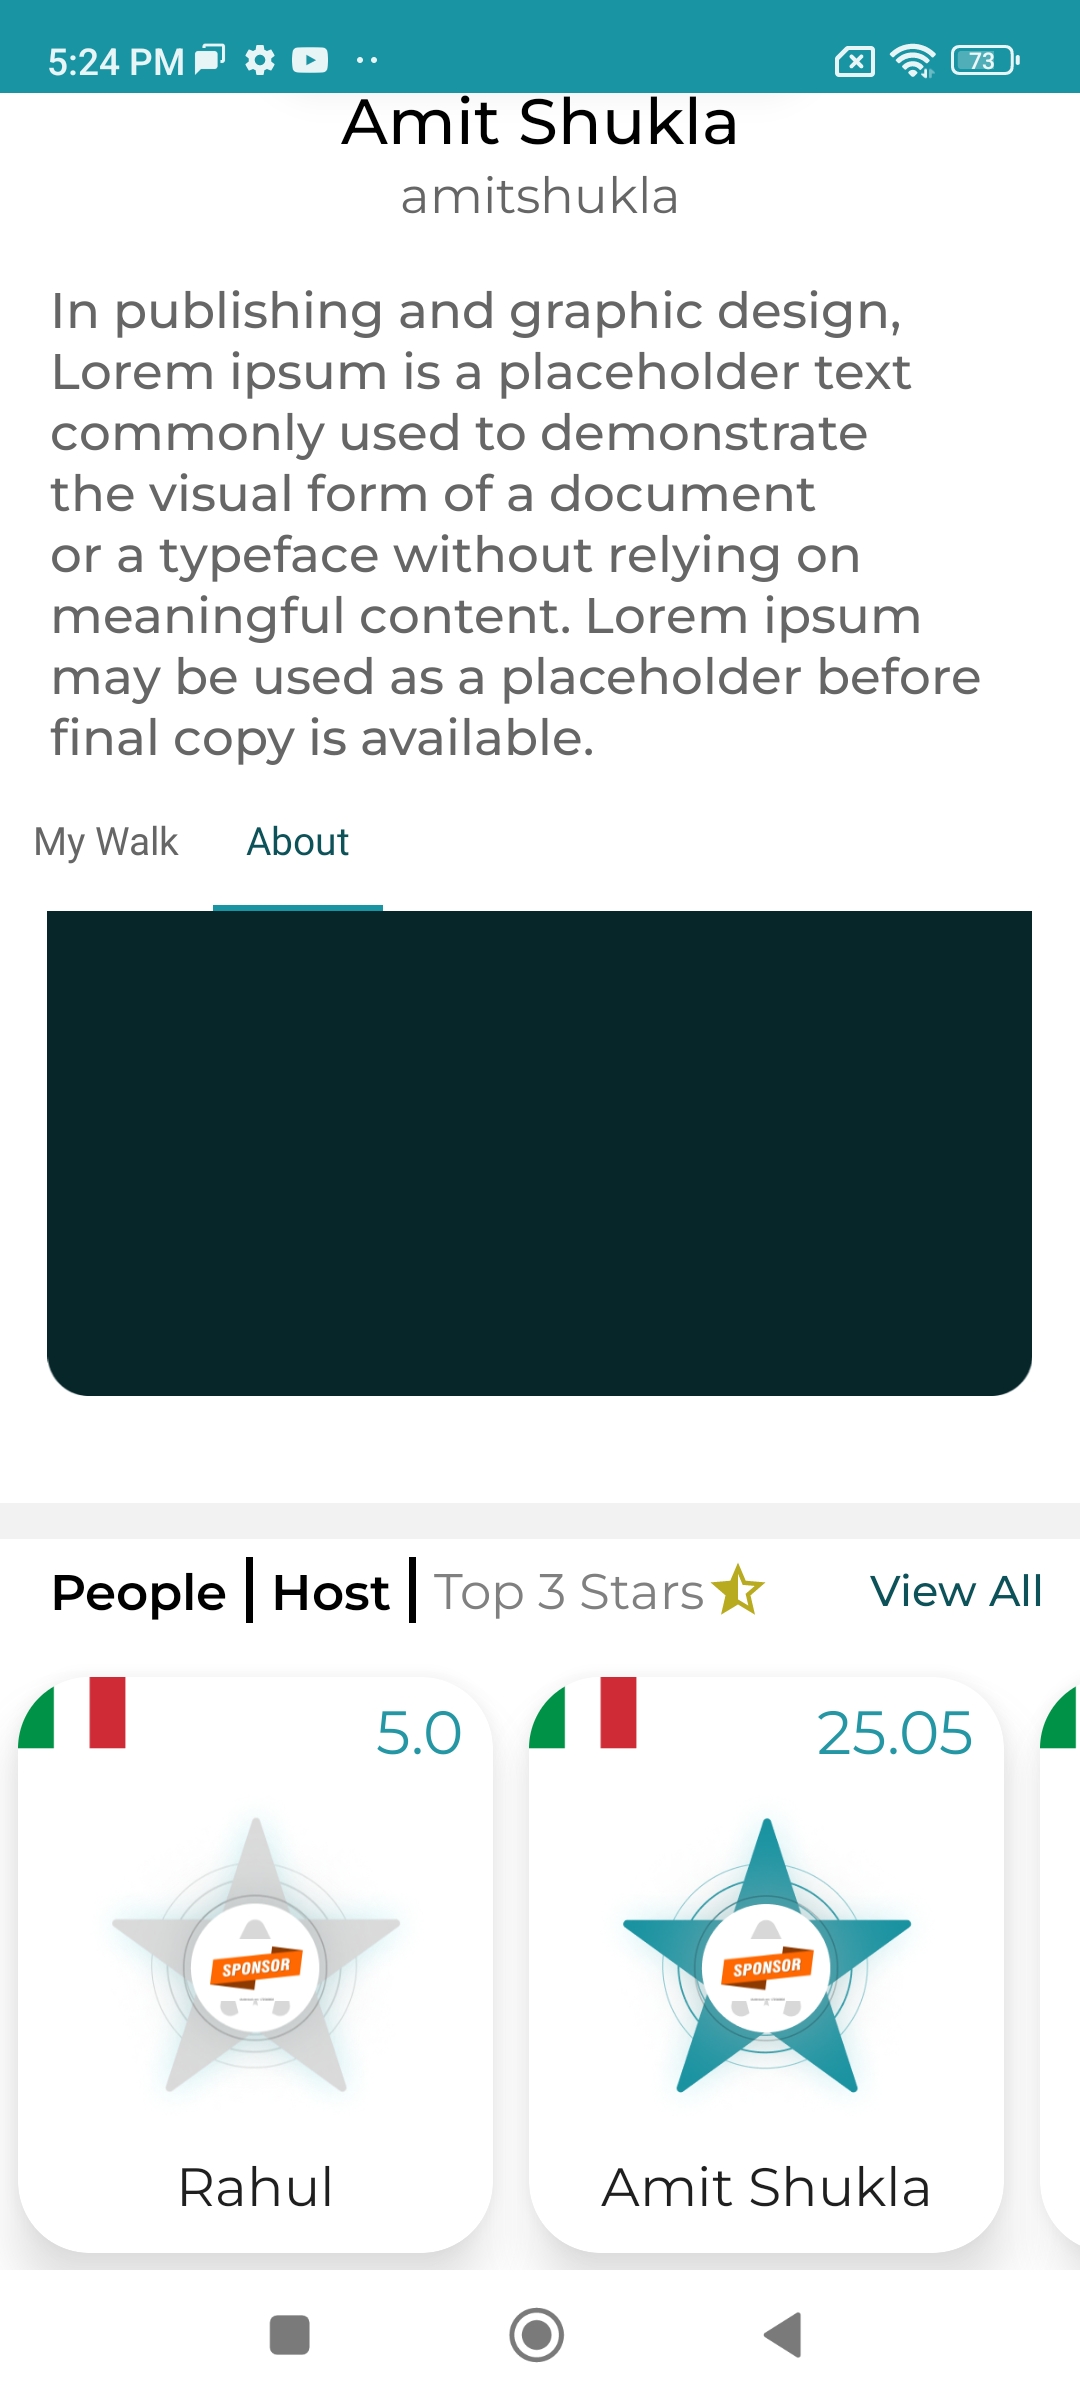 5:24 PM
73
Amit Shukla
amitshukla
In publishing and graphic design,
Lorem ipsum is a placeholder text
commonly used to demonstrate
the visual form of a document
or a typeface without relying on
meaningful content. Lorem ipsum
may be used as a placeholder before
final copy is available.
My Walk About
People | Host | Top 3 Stars View All
5.0 25.05
SPONSOR SPONSOR
Rahul Amit Shukla